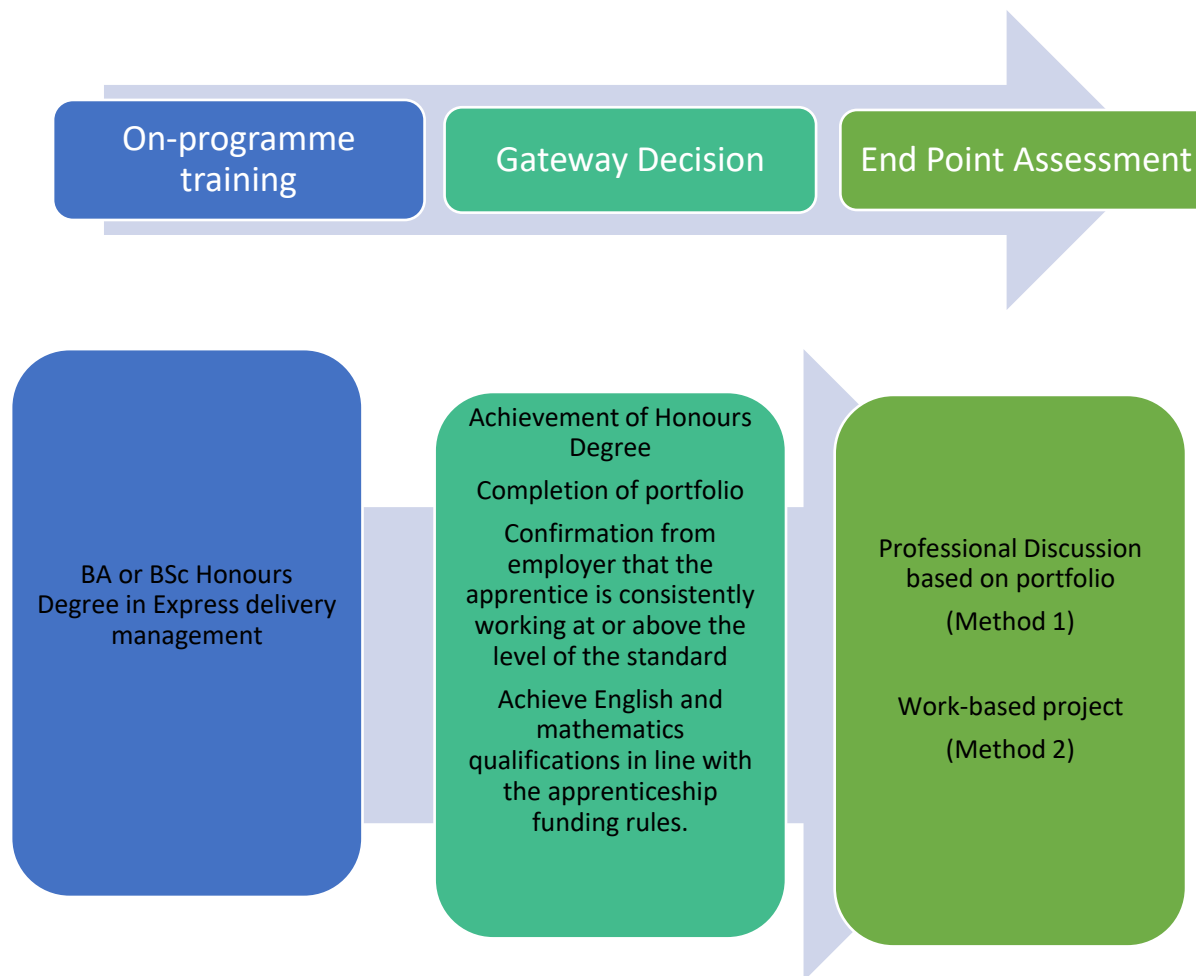 On-programme
training
Gateway Decision
End Point Assessment
BA or BSc Honours
Degree in Express delivery
management
Achievement of Honours
Degree
Completion of portfolio
Confirmation from
employer that the
apprentice is consistently
working at or above the
level of the standard
Achieve English and
mathematics
qualifications in line with
the apprenticeship
funding rules.
Professional Discussion
based on portfolio
(Method 1)
Work-based project
(Method 2)